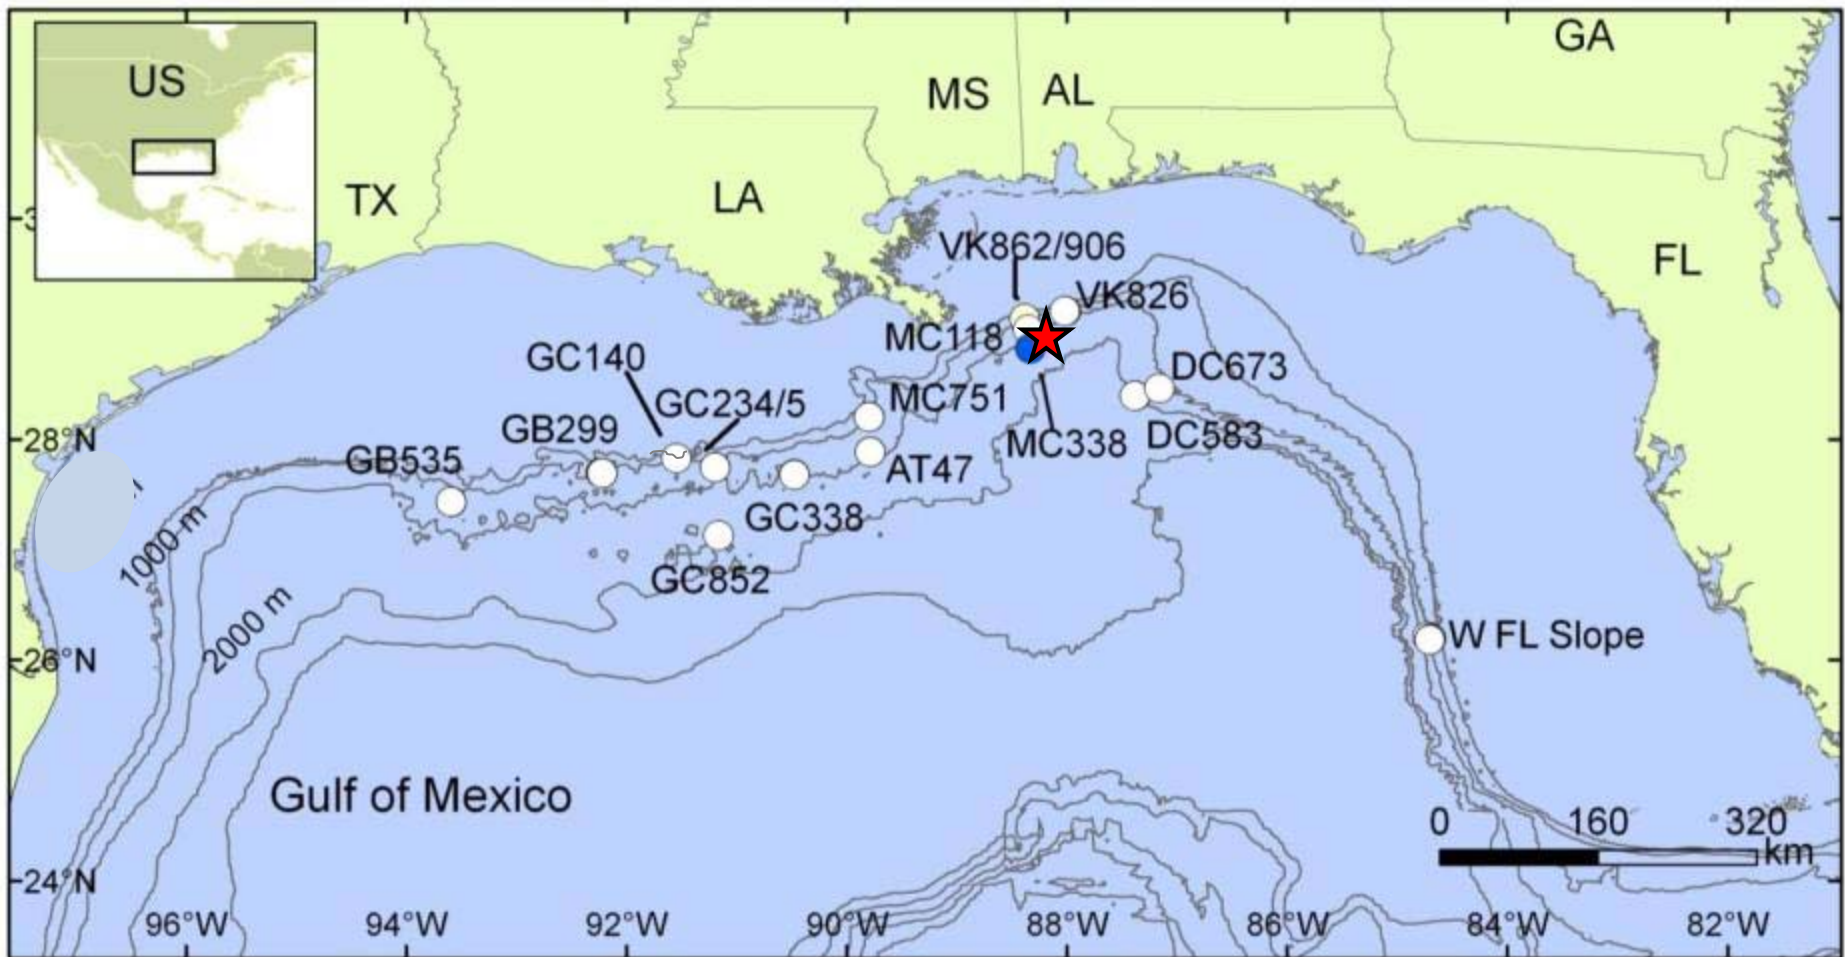 US
GA
MS
AL
TX
LA
FL
VK862/906
VK826
MC118
GC140
DC673
GC234/5
MC751
GB299
28°N
MC338
DC583
GB535
AT47
GC338
1000 m
GC852
2000 m
26°N
W FL Slope
Gulf of Mexico
0 160 320
km
24°N
96°W 94°W 92°W 90°W 88°W 86°W 84°W 82°W